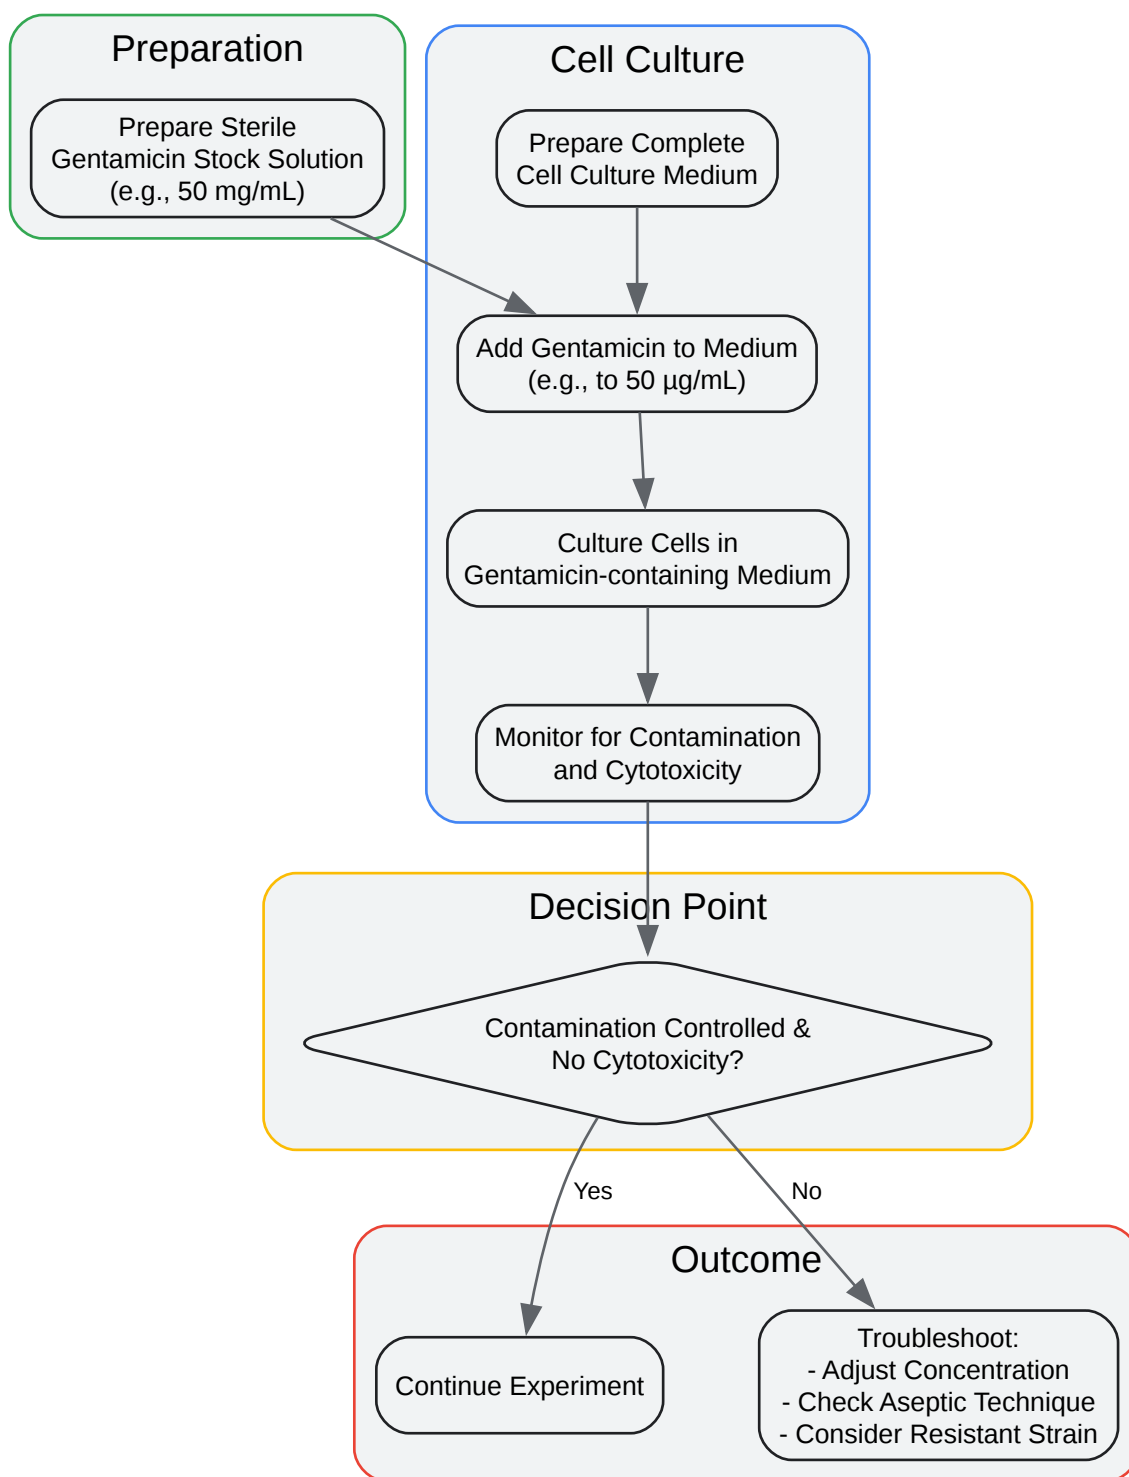 Preparation
Prepare Sterile
Gentamicin Stock Solution
(e.g., 50 mg/mL)
Cell Culture
Prepare Complete
Cell Culture Medium
Add Gentamicin to Medium
(e.g., to 50 µg/mL)
Culture Cells in
Gentamicin-containing Medium
Monitor for Contamination
and Cytotoxicity
Decision Point
Contamination Controlled &
No Cytotoxicity?
Yes
No
Outcome
Continue Experiment
Troubleshoot:
- Adjust Concentration
- Check Aseptic Technique
- Consider Resistant Strain